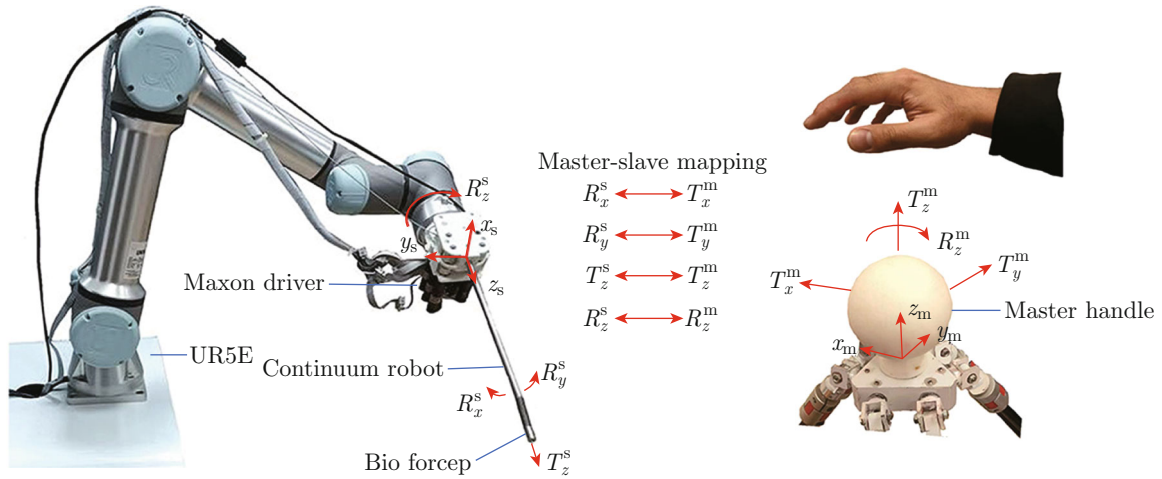 Master-slave mapping
R_x^s ↔ T_x^m
R_y^s ↔ T_y^m
T_z^s ↔ T_z^m
R_z^s ↔ R_z^m
R_z^s
x_s
y_s
z_s
Maxon driver
UR5E
Continuum robot
R_y^s
R_x^s
Bio forcep
T_z^s
T_z^m
R_z^m
T_y^m
T_x^m
Master handle
z_m
y_m
x_m